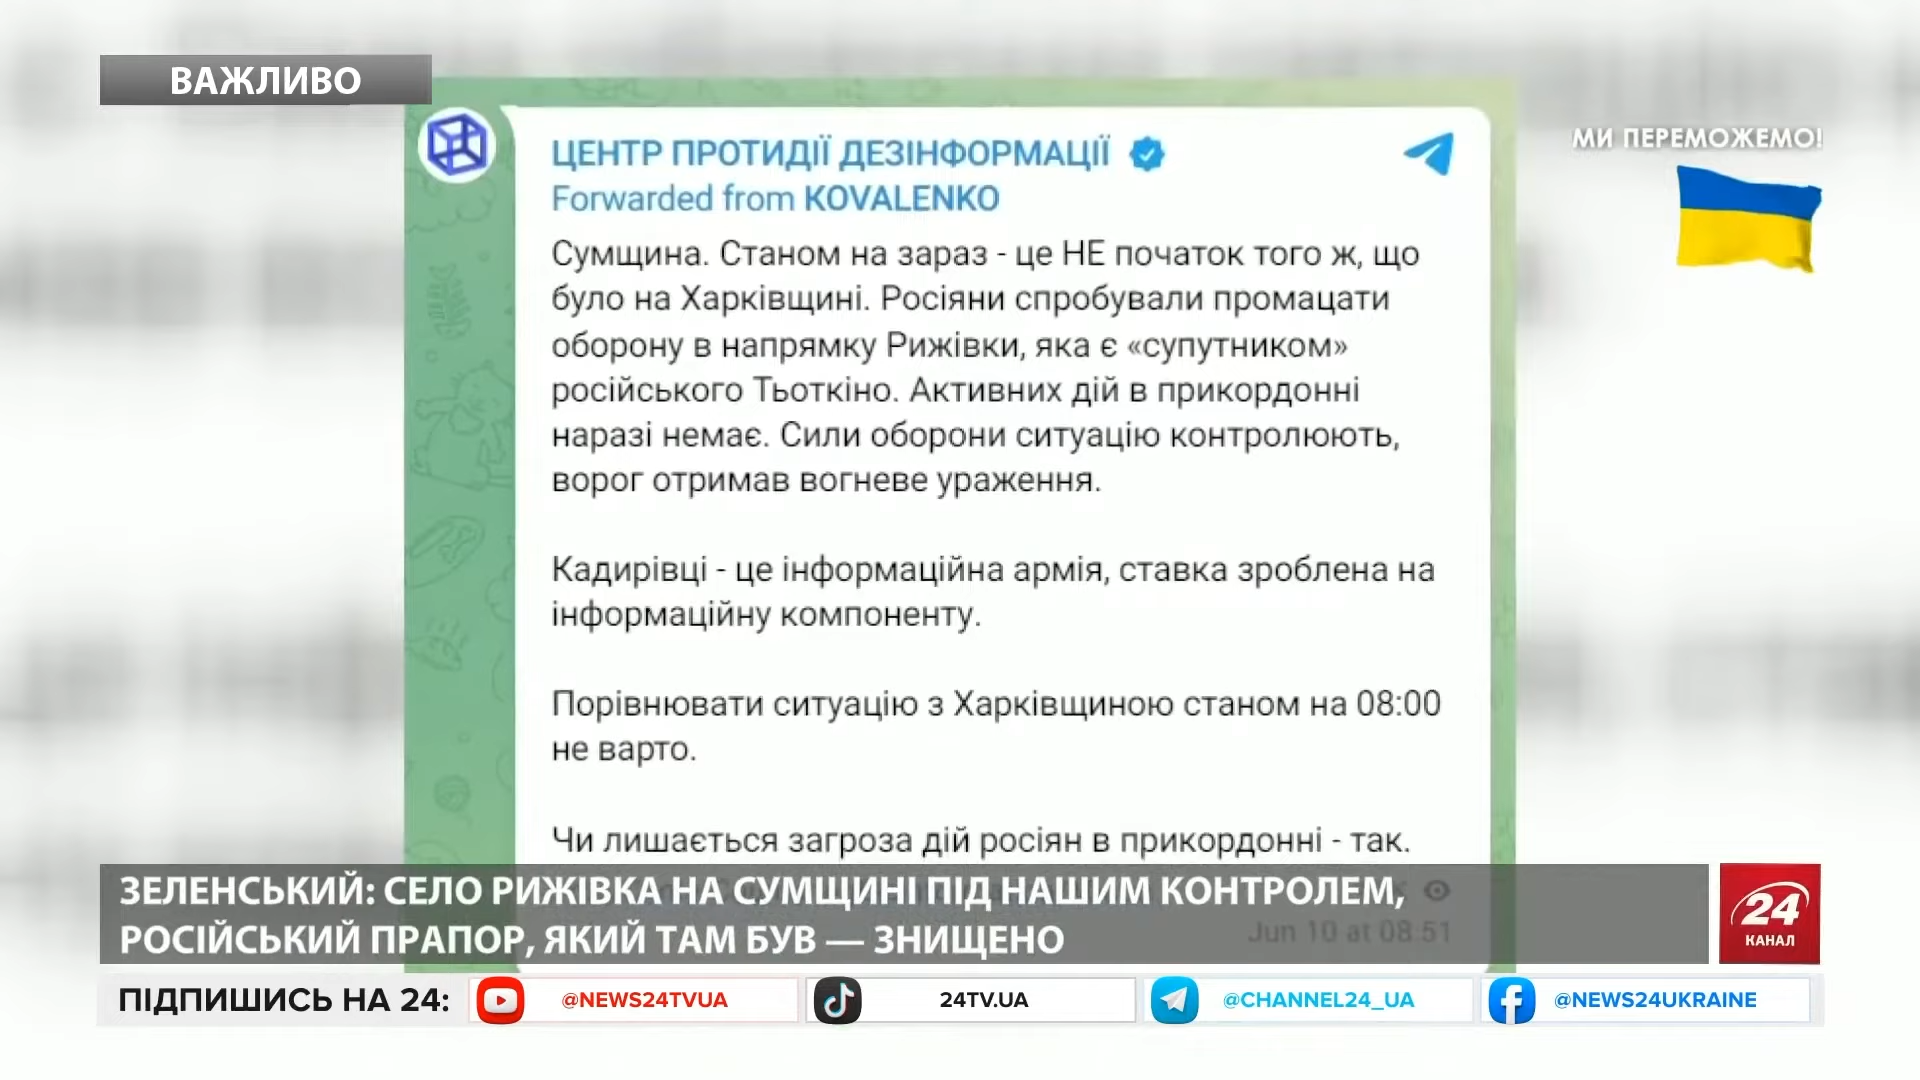 ВАЖЛИВО
МИ ПЕРЕМОЖЕМО!
ЦЕНТР ПРОТИДІЇ ДЕЗІНФОРМАЦІЇ
Forwarded from KOVALENKO
Сумщина. Станом на зараз - це НЕ початок того ж, що
було на Харківщині. Росіяни спробували промацати
оборону в напрямку Рижівки, яка є «супутником»
російського Тьоткіно. Активних дій в прикордонні
наразі немає. Сили оборони ситуацію контролюють,
ворог отримав вогневе ураження.
Кадирівці - це інформаційна армія, ставка зроблена на
інформаційну компоненту.
Порівнювати ситуацію з Харківщиною станом на 08:00
не варто.
Чи лишається загроза дій росіян в прикордонні - так.
ЗЕЛЕНСЬКИЙ: СЕЛО РИЖІВКА НА СУМЩИНІ ПІД НАШИМ КОНТРОЛЕМ,
РОСІЙСЬКИЙ ПРАПОР, ЯКИЙ ТАМ БУВ — ЗНИЩЕНО
Jun 10 at 08:51
24
КАНАЛ
ПІДПИШИСЬ НА 24:
@NEWS24TVUA
24TV.UA
@CHANNEL24_UA
@NEWS24UKRAINE